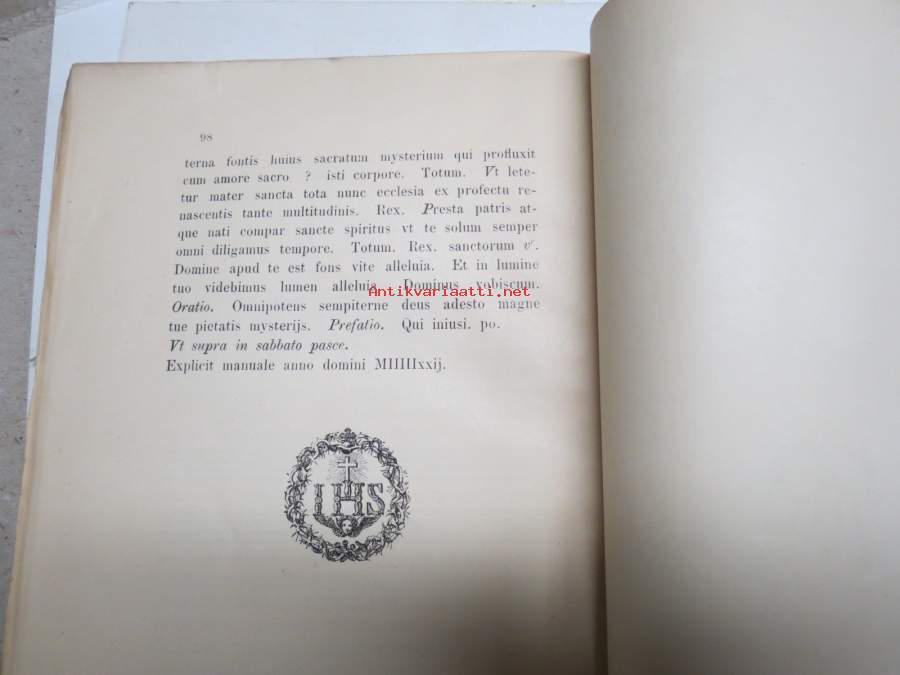 98
terna fontis huius sacratum mysterium qui profluxit
cum amore sacro ? isti corpore. Totum. Vt lete-
tur mater sancta tota nunc ecclesia ex profectu re-
nascentis tante multitudinis. Rex. Presta patris at-
que nati compar sancte spiritus vt te solum semper
omni diligamus tempore. Totum. Rex. sanctorum v.
Domine apud te est fons vite alleluia. Et in lumine
tuo videbimus lumen alleluia. Dominus vobiscum.
Antikvariaatti.net
Oratio. Omnipotens sempiterne deus adesto magne
tue pietatis mysterijs. Prefatio. Qui iniusi. po.
Vt supra in sabbato pasce.
Explicit manuale anno domini MIIIIIxxij.
IHS